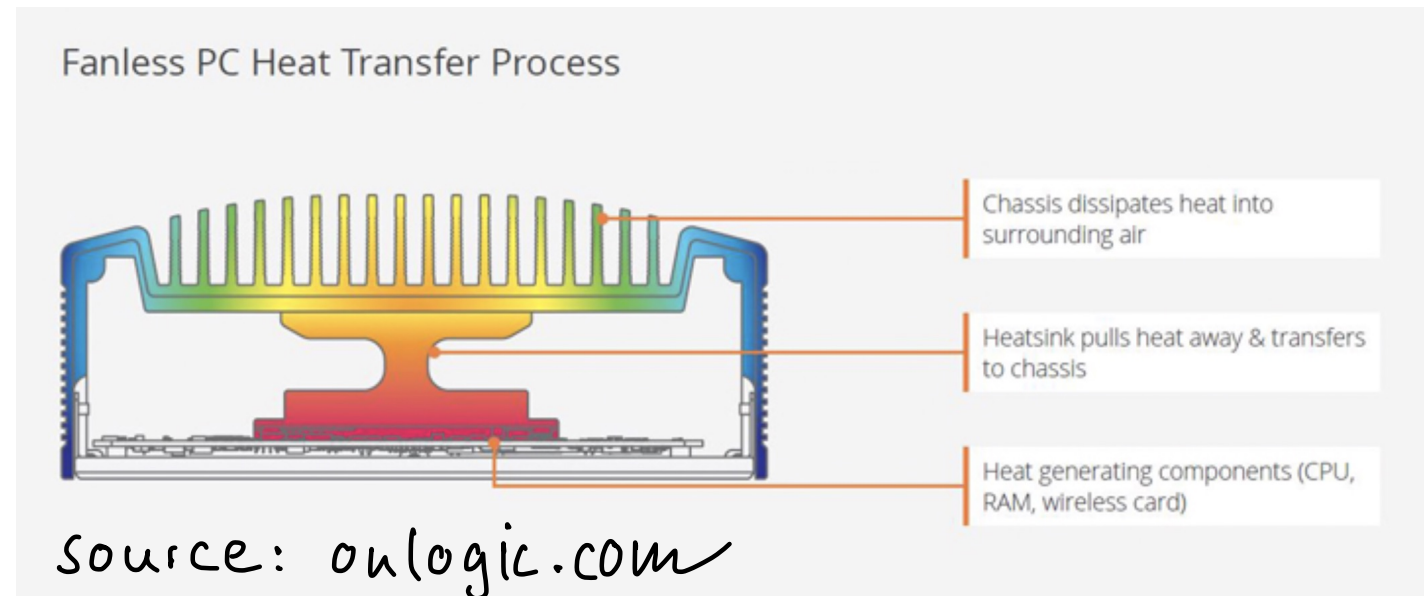 Fanless PC Heat Transfer Process
Chassis dissipates heat into
surrounding air
Heatsink pulls heat away & transfers
to chassis
Heat generating components (CPU,
RAM, wireless card)
source: onlogic.com